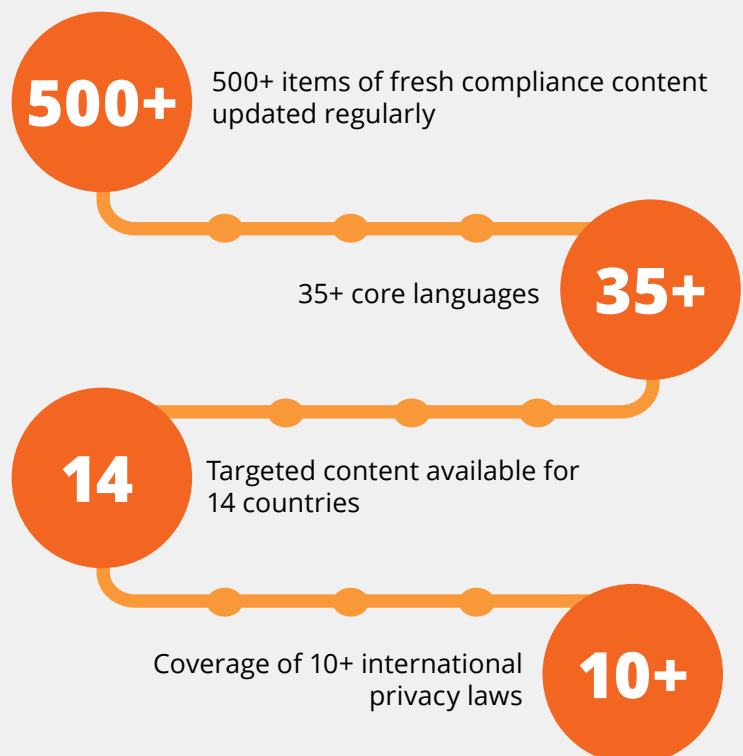 500+
500+ items of fresh compliance content
updated regularly
35+ core languages
35+
14
Targeted content available for
14 countries
Coverage of 10+ international
privacy laws
10+